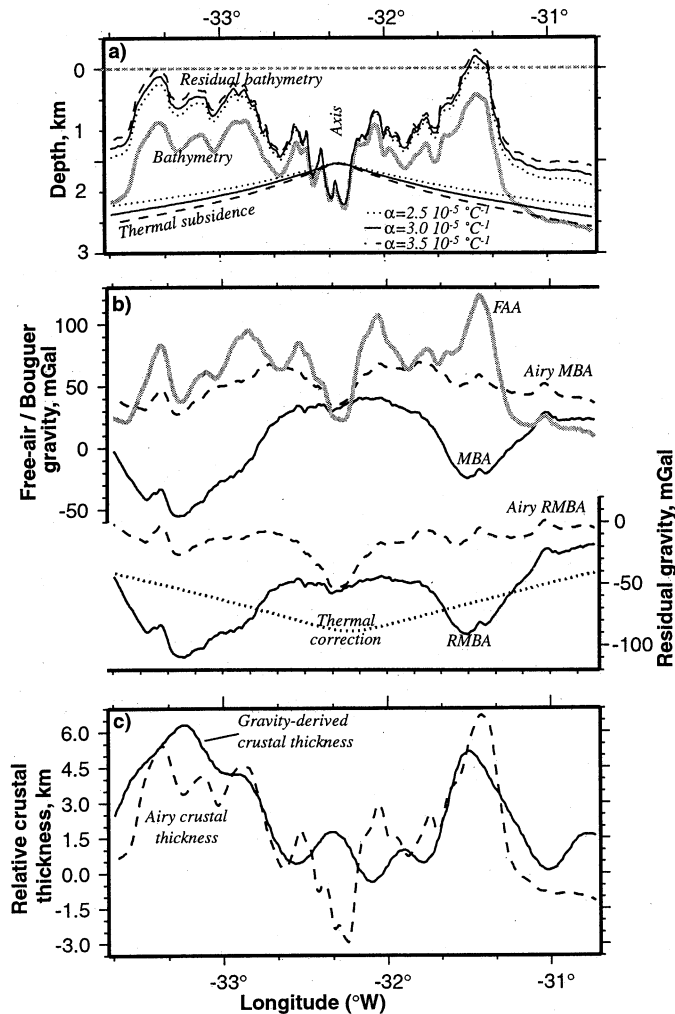 -33° -32° -31°
a)
0
1
2
3
Depth, km
Residual bathymetry
Axis
Bathymetry
Thermal subsidence
α=2.5 10⁻⁵ °C⁻¹
α=3.0 10⁻⁵ °C⁻¹
α=3.5 10⁻⁵ °C⁻¹
b)
100
50
0
-50
Free-air / Bouguer
gravity, mGal
FAA
Airy MBA
MBA
Airy RMBA
0
-50
-100
Residual gravity, mGal
Thermal
correction
RMBA
c)
6.0
4.5
3.0
1.5
0.0
-1.5
-3.0
Relative crustal
thickness, km
Gravity-derived
crustal thickness
Airy crustal
thickness
-33° -32° -31°
Longitude (°W)